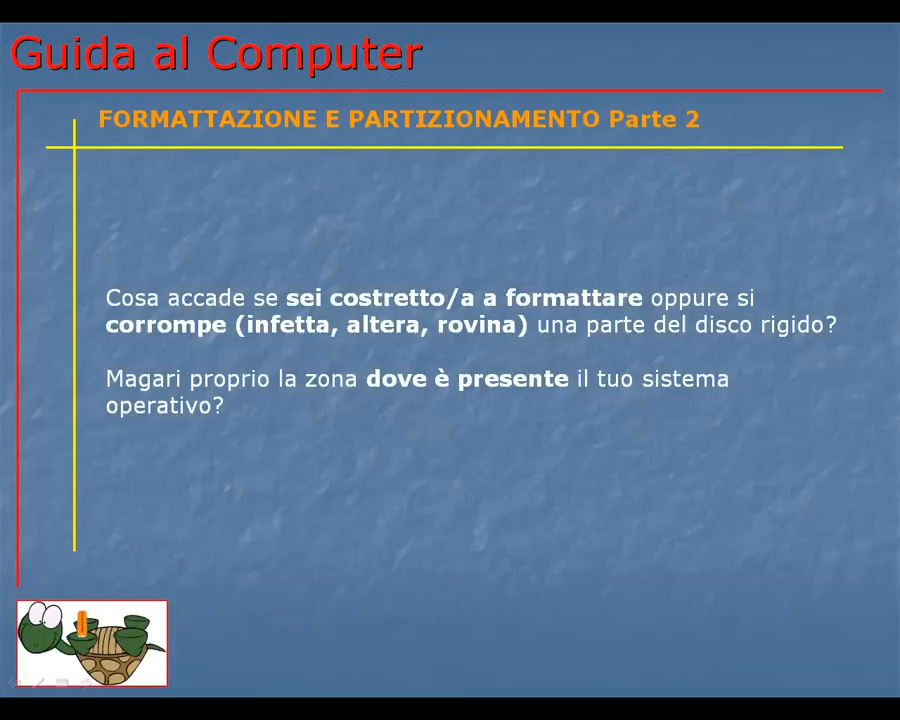 Guida al Computer
FORMATTAZIONE E PARTIZIONAMENTO Parte 2
Cosa accade se sei costretto/a a formattare oppure si
corrompe (infetta, altera, rovina) una parte del disco rigido?
Magari proprio la zona dove è presente il tuo sistema
operativo?